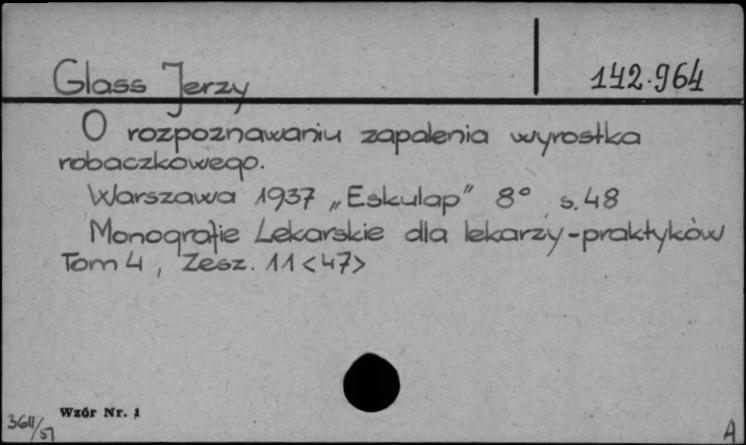 Glass Jerzy 142.964
O rozpoznawaniu zapalenia wyrostka
robaczkowego.
Warszawa 1937 „Eskulap” 8° s. 48
Monografie Lekarskie dla lekarzy-praktyków
Tom 4, Zesz. 11 <47>
Wzór Nr. 1
364/51
A